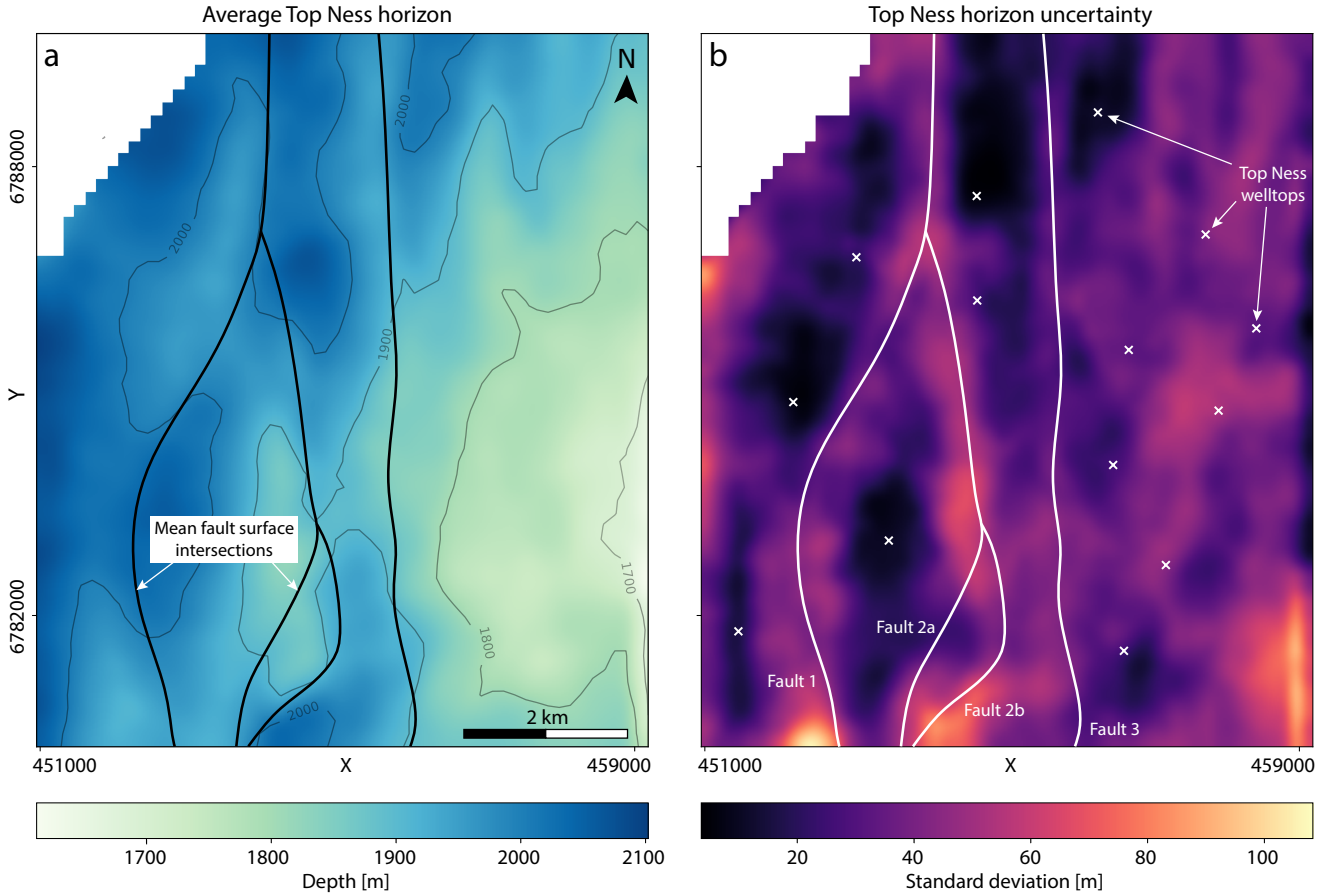 Average Top Ness horizon
a
N
2000
2000
1900
1800
1700
2000
Mean fault surface
intersections
2 km
6788000
Y
6782000
451000
X
459000
1700
1800
1900
2000
2100
Depth [m]
Top Ness horizon uncertainty
b
Top Ness
welltops
Fault 2a
Fault 1
Fault 2b
Fault 3
451000
X
459000
20
40
60
80
100
Standard deviation [m]